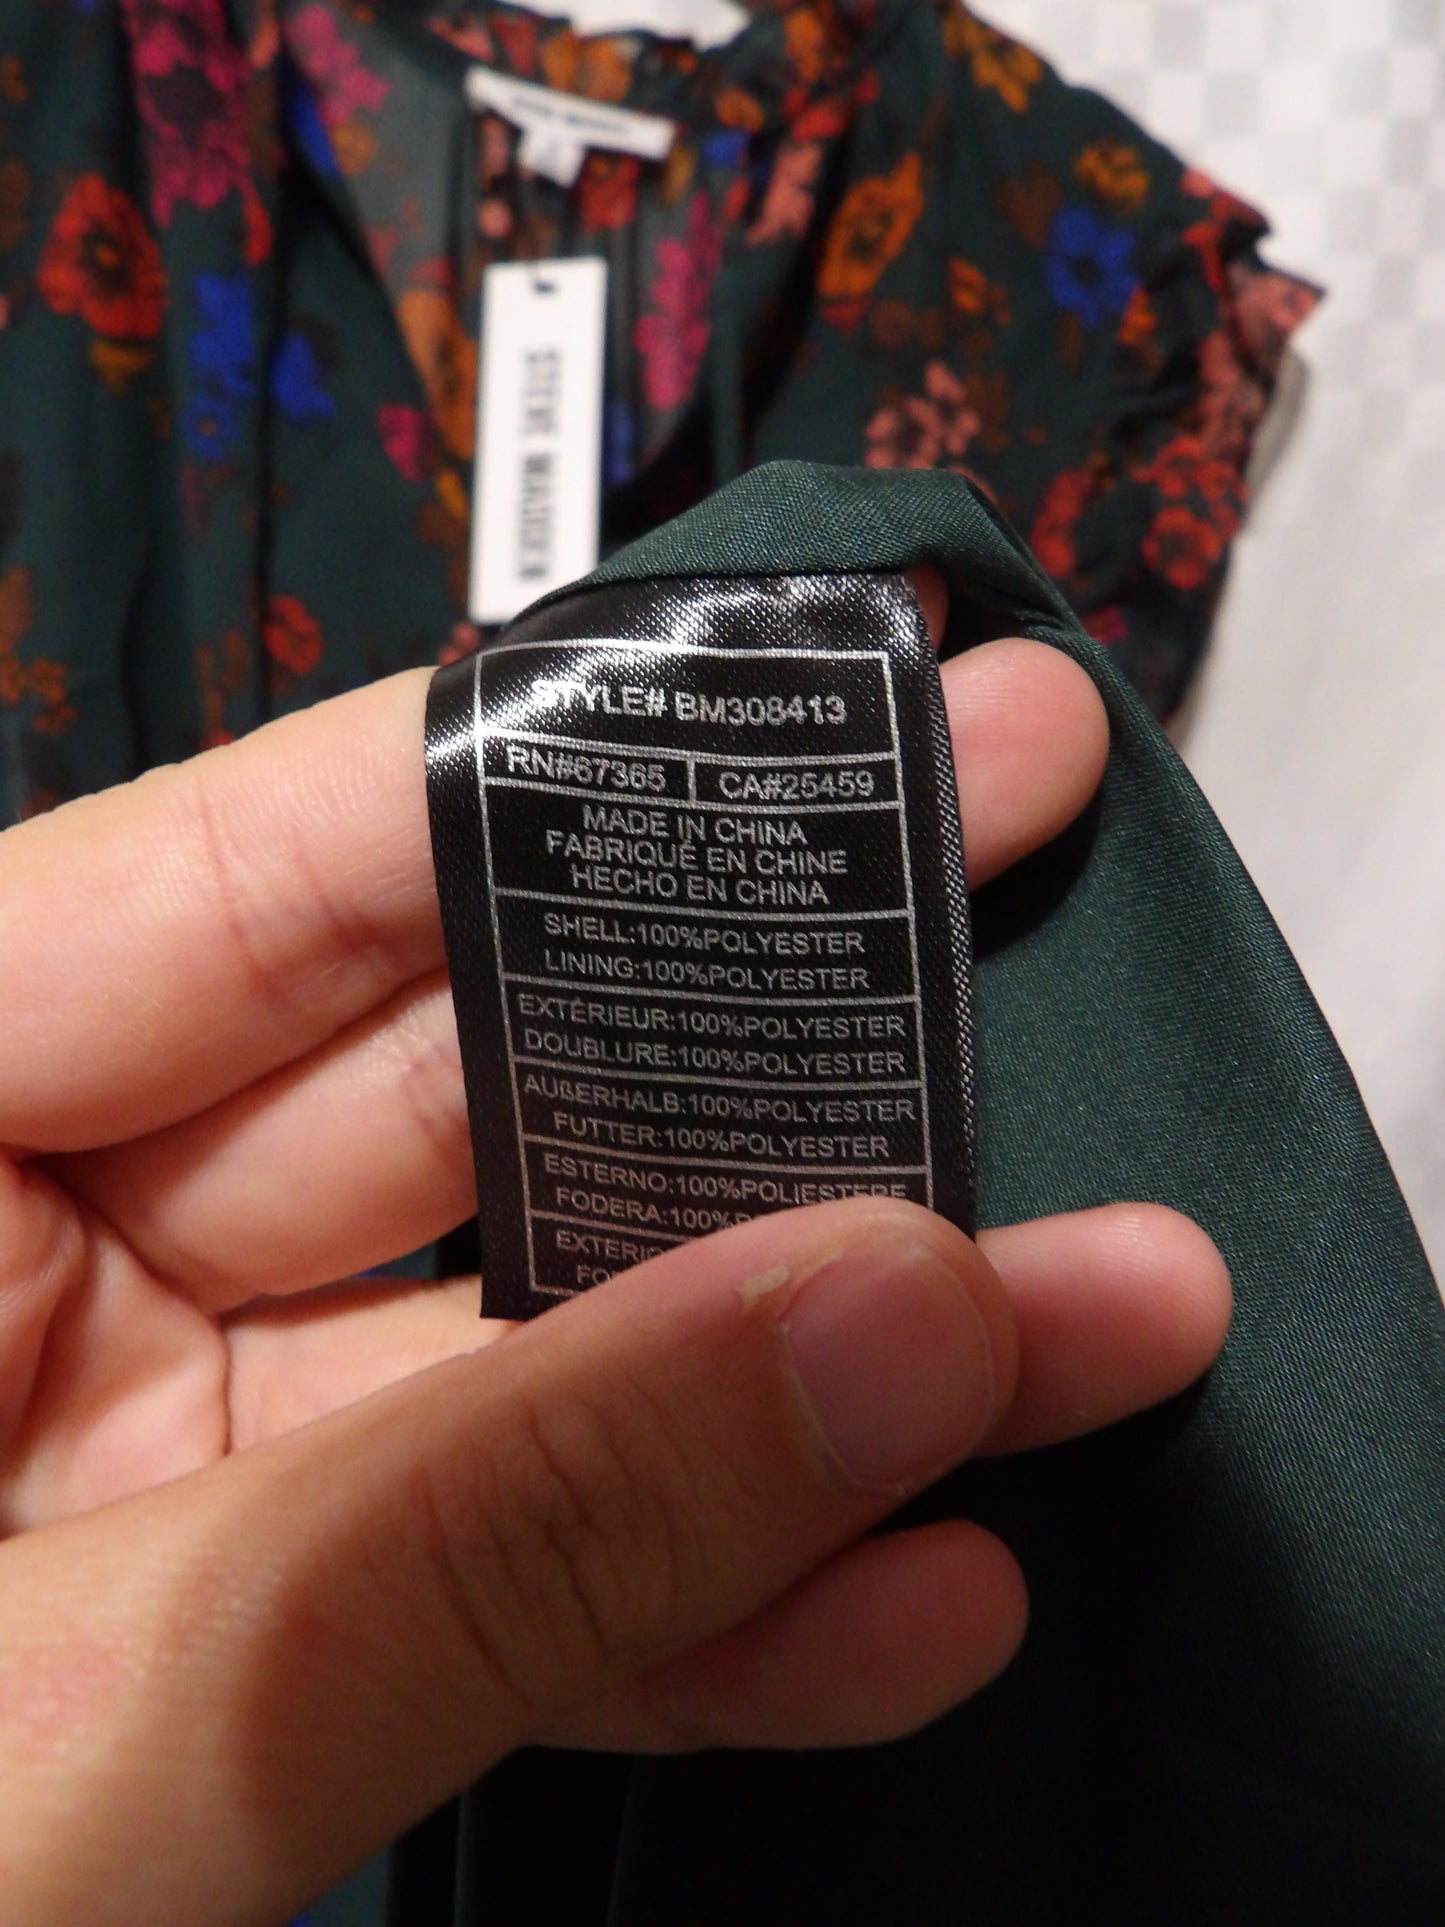 STEVE MADDEN
STYLE# BM308413
RN#67365
CA#25459
MADE IN CHINA
FABRIQUÉ EN CHINE
HECHO EN CHINA
SHELL:100%POLYESTER
LINING:100%POLYESTER
EXTÉRIEUR:100%POLYESTER
DOUBLURE:100%POLYESTER
AUßERHALB:100%POLYESTER
FUTTER:100%POLYESTER
ESTERNO:100%POLIESTERE
FODERA:100%